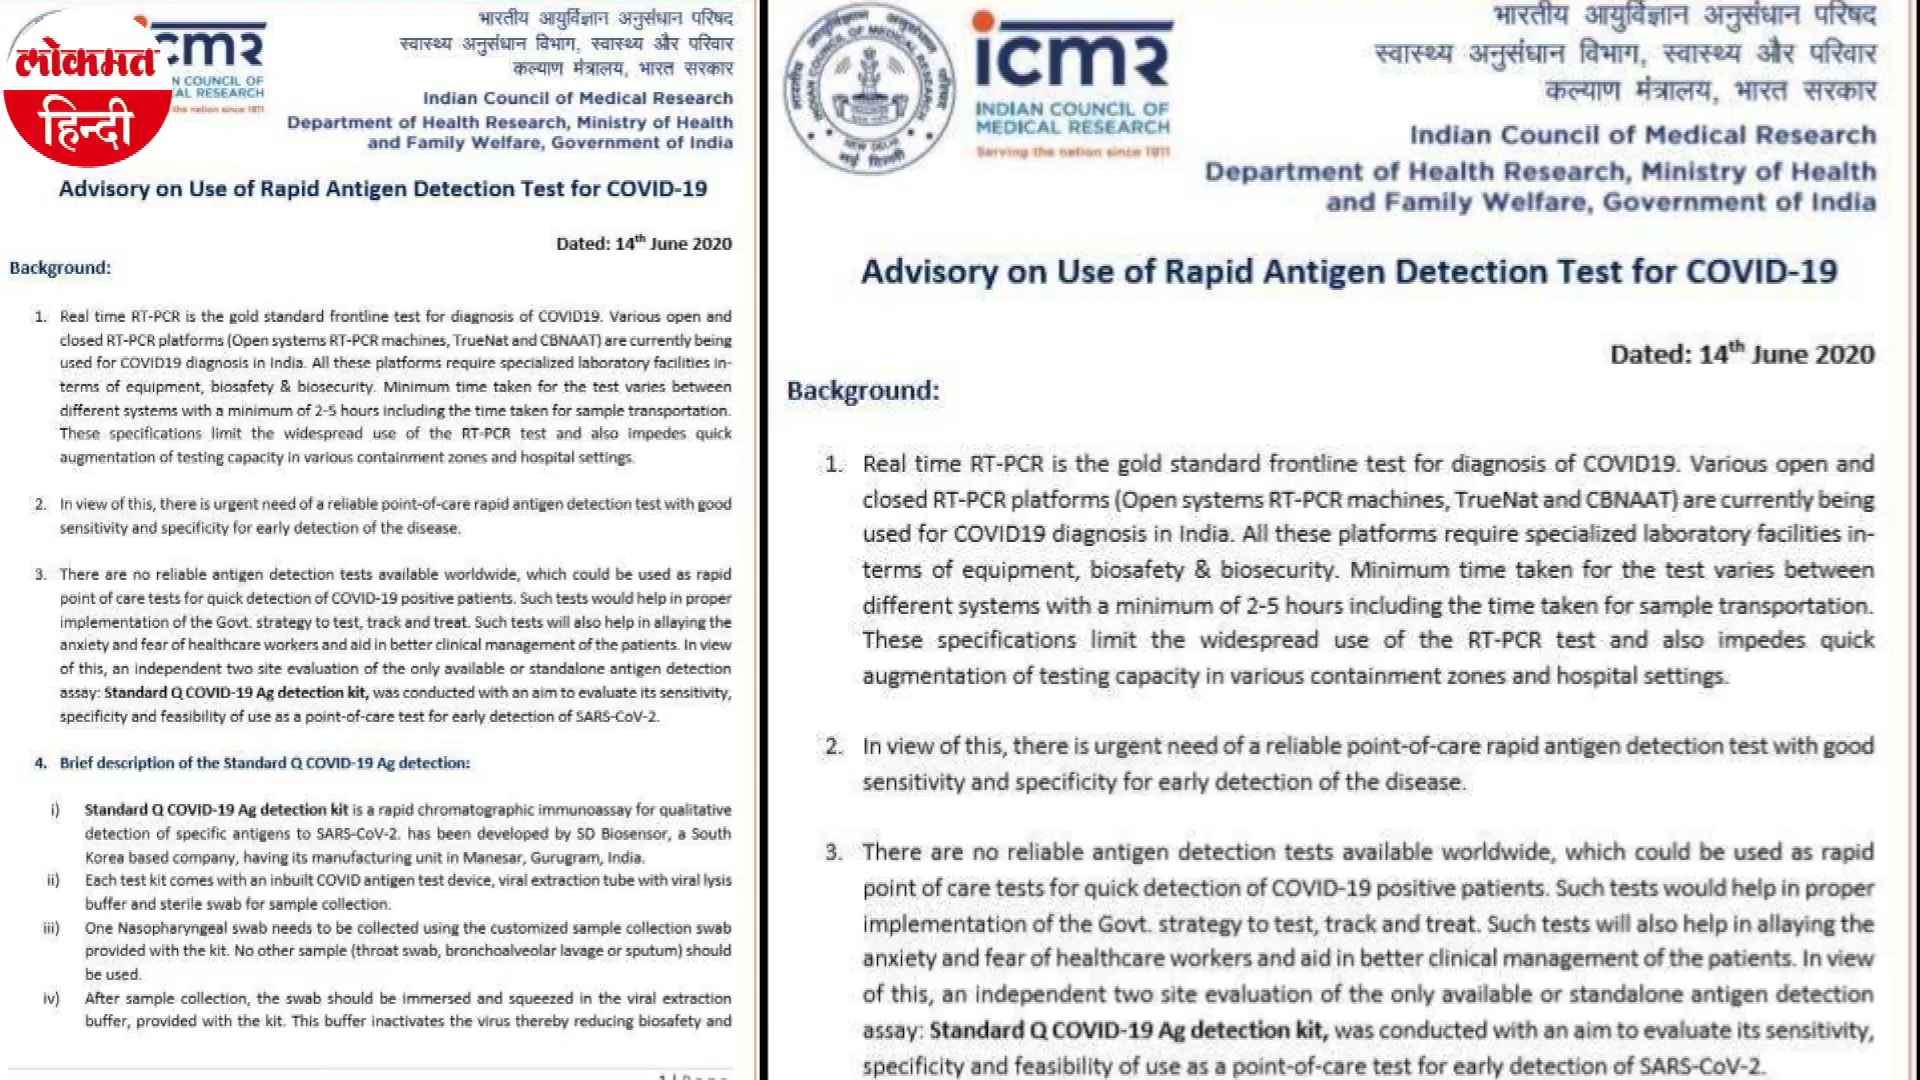 लोकमत
हिन्दी
cmr
N COUNCIL OF
AL RESEARCH
the nation since 1911
भारतीय आयुर्विज्ञान अनुसंधान परिषद
स्वास्थ्य अनुसंधान विभाग, स्वास्थ्य और परिवार
कल्याण मंत्रालय, भारत सरकार
Indian Council of Medical Research
Department of Health Research, Ministry of Health
and Family Welfare, Government of India
Advisory on Use of Rapid Antigen Detection Test for COVID-19
Dated: 14th June 2020
Background:
1. Real time RT-PCR is the gold standard frontline test for diagnosis of COVID19. Various open and
closed RT-PCR platforms (Open systems RT-PCR machines, TrueNat and CBNAAT) are currently being
used for COVID19 diagnosis in India. All these platforms require specialized laboratory facilities in-
terms of equipment, biosafety & biosecurity. Minimum time taken for the test varies between
different systems with a minimum of 2-5 hours including the time taken for sample transportation.
These specifications limit the widespread use of the RT-PCR test and also impedes quick
augmentation of testing capacity in various containment zones and hospital settings.
2. In view of this, there is urgent need of a reliable point-of-care rapid antigen detection test with good
sensitivity and specificity for early detection of the disease.
3. There are no reliable antigen detection tests available worldwide, which could be used as rapid
point of care tests for quick detection of COVID-19 positive patients. Such tests would help in proper
implementation of the Govt. strategy to test, track and treat. Such tests will also help in allaying the
anxiety and fear of healthcare workers and aid in better clinical management of the patients. In view
of this, an independent two site evaluation of the only available or standalone antigen detection
assay: Standard Q COVID-19 Ag detection kit, was conducted with an aim to evaluate its sensitivity,
specificity and feasibility of use as a point-of-care test for early detection of SARS-CoV-2.
4. Brief description of the Standard Q COVID-19 Ag detection:
i) Standard Q COVID-19 Ag detection kit is a rapid chromatographic immunoassay for qualitative
detection of specific antigens to SARS-CoV-2. has been developed by SD Biosensor, a South
Korea based company, having its manufacturing unit in Manesar, Gurugram, India.
ii) Each test kit comes with an inbuilt COVID antigen test device, viral extraction tube with viral lysis
buffer and sterile swab for sample collection.
iii) One Nasopharyngeal swab needs to be collected using the customized sample collection swab
provided with the kit. No other sample (throat swab, bronchoalveolar lavage or sputum) should
be used.
iv) After sample collection, the swab should be immersed and squeezed in the viral extraction
buffer, provided with the kit. This buffer inactivates the virus thereby reducing biosafety and
INDIAN COUNCIL OF MEDICAL RESEARCH
NEW DELHI
नई दिल्ली
icmr
INDIAN COUNCIL OF
MEDICAL RESEARCH
Serving the nation since 1911
भारतीय आयुर्विज्ञान अनुसंधान परिषद
स्वास्थ्य अनुसंधान विभाग, स्वास्थ्य और परिवार
कल्याण मंत्रालय, भारत सरकार
Indian Council of Medical Research
Department of Health Research, Ministry of Health
and Family Welfare, Government of India
Advisory on Use of Rapid Antigen Detection Test for COVID-19
Dated: 14th June 2020
Background:
1. Real time RT-PCR is the gold standard frontline test for diagnosis of COVID19. Various open and
closed RT-PCR platforms (Open systems RT-PCR machines, TrueNat and CBNAAT) are currently being
used for COVID19 diagnosis in India. All these platforms require specialized laboratory facilities in-
terms of equipment, biosafety & biosecurity. Minimum time taken for the test varies between
different systems with a minimum of 2-5 hours including the time taken for sample transportation.
These specifications limit the widespread use of the RT-PCR test and also impedes quick
augmentation of testing capacity in various containment zones and hospital settings.
2. In view of this, there is urgent need of a reliable point-of-care rapid antigen detection test with good
sensitivity and specificity for early detection of the disease.
3. There are no reliable antigen detection tests available worldwide, which could be used as rapid
point of care tests for quick detection of COVID-19 positive patients. Such tests would help in proper
implementation of the Govt. strategy to test, track and treat. Such tests will also help in allaying the
anxiety and fear of healthcare workers and aid in better clinical management of the patients. In view
of this, an independent two site evaluation of the only available or standalone antigen detection
assay: Standard Q COVID-19 Ag detection kit, was conducted with an aim to evaluate its sensitivity,
specificity and feasibility of use as a point-of-care test for early detection of SARS-CoV-2.